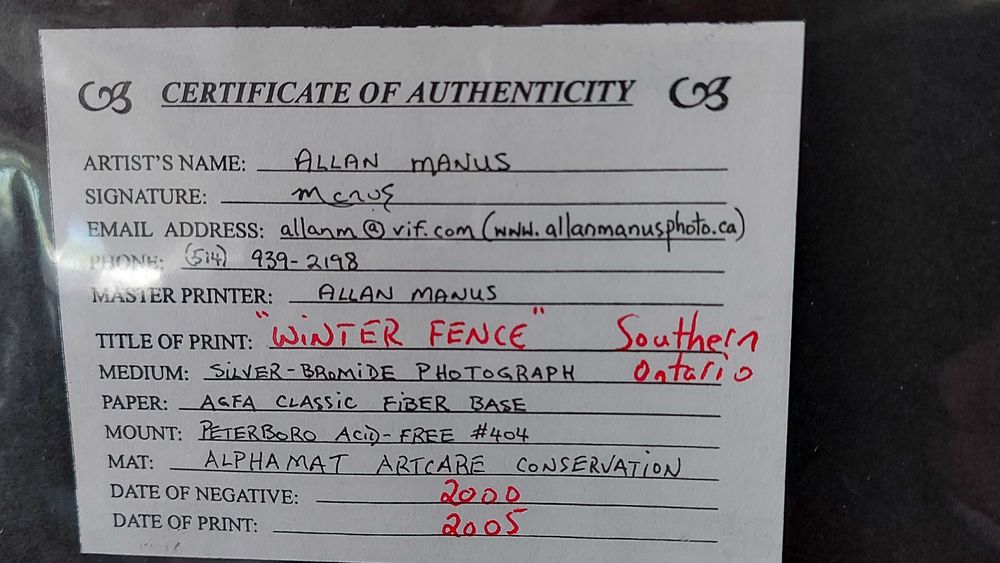 CERTIFICATE OF AUTHENTICITY
ARTIST'S NAME: ALLAN MANUS
SIGNATURE: Manus
EMAIL ADDRESS: allanm@vif.com (www.allanmanusphoto.ca)
PHONE: (514) 939-2198
MASTER PRINTER: ALLAN MANUS
TITLE OF PRINT: "WINTER FENCE" Southern
Ontario
MEDIUM: SILVER-BROMIDE PHOTOGRAPH
PAPER: AGFA CLASSIC FIBER BASE
MOUNT: PETERBORO ACID-FREE #404
MAT: ALPHAMAT ARTCARE CONSERVATION
DATE OF NEGATIVE: 2000
DATE OF PRINT: 2005